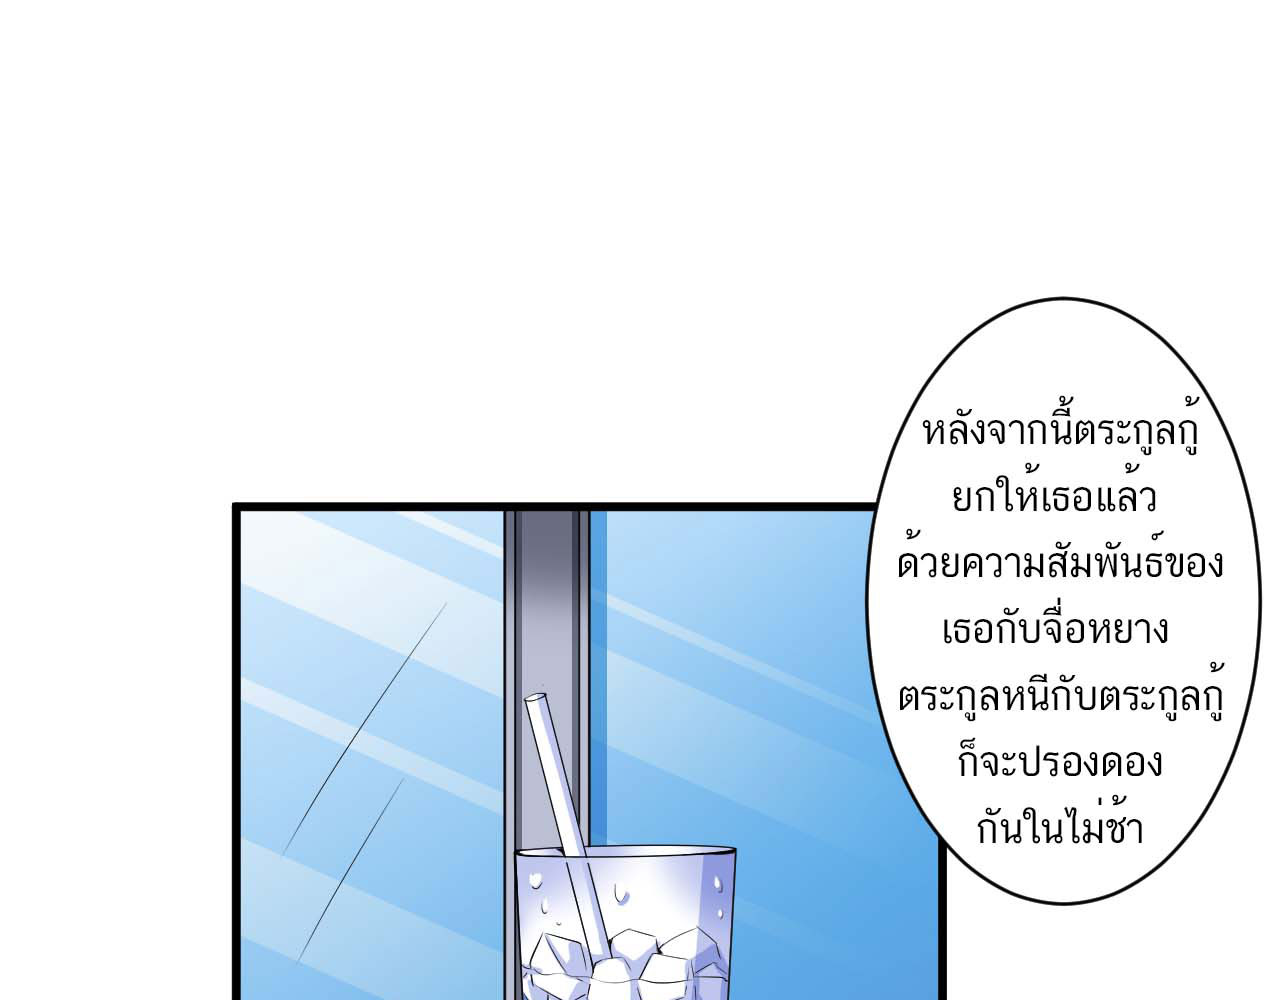 หลังจากนี้ตระกูลกู้
ยกให้เธอแล้ว
ด้วยความสัมพันธ์ของ
เธอกับจื่อหยาง
ตระกูลหนีกับตระกูลกู้
ก็จะปรองดอง
กันในไม่ช้า